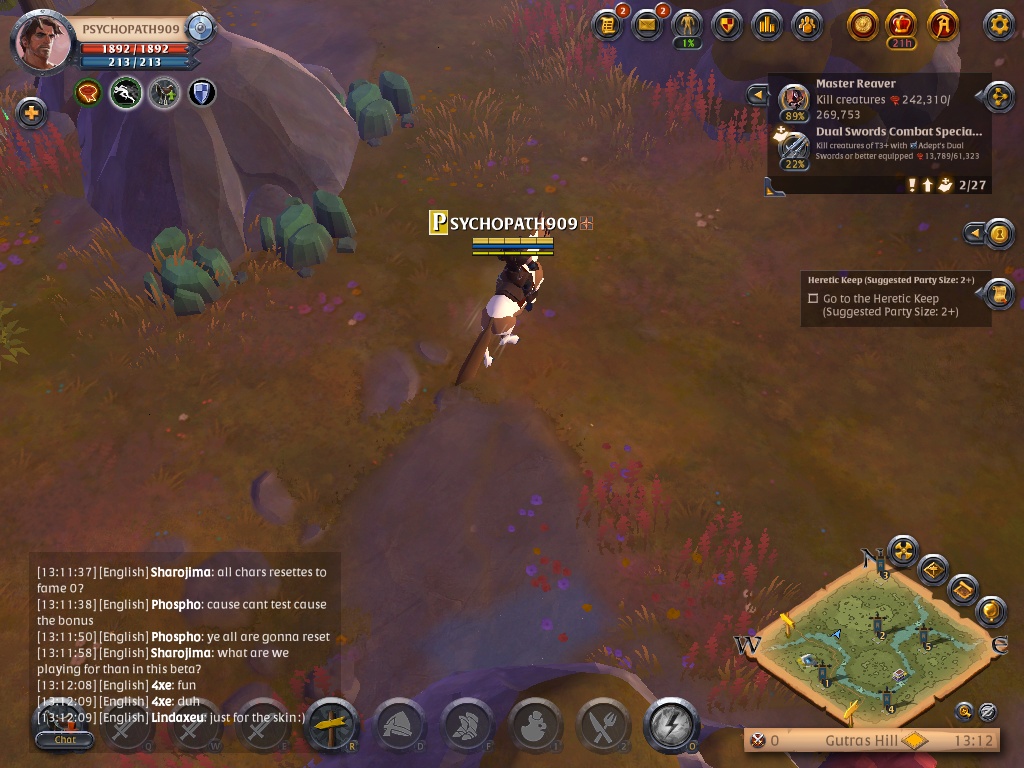 PSYCHOPATH909
1892 / 1892
213 / 213
2
2
1%
21h
Master Reaver
Kill creatures 242,310/
269,753
89%
Dual Swords Combat Specia...
Kill creatures of T3+ with Adept's Dual
Swords or better equipped 13,789/61,323
22%
2/27
PSYCHOPATH909
Heretic Keep (Suggested Party Size: 2+)
Go to the Heretic Keep
(Suggested Party Size: 2+)
[13:11:37] [English] Sharojima: all chars resettes to
fame 0?
[13:11:38] [English] Phospho: cause cant test cause
the bonus
[13:11:50] [English] Phospho: ye all are gonna reset
[13:11:58] [English] Sharojima: what are we
playing for than in this beta?
[13:12:08] [English] 4xe: fun
[13:12:09] [English] 4xe: duh
[13:12:09] [English] Lindaxeu: just for the skin :)
Chat
Q
W
E
R
D
F
1
2
O
N
W
E
3
2
5
1
4
0
Gutras Hill
13:12